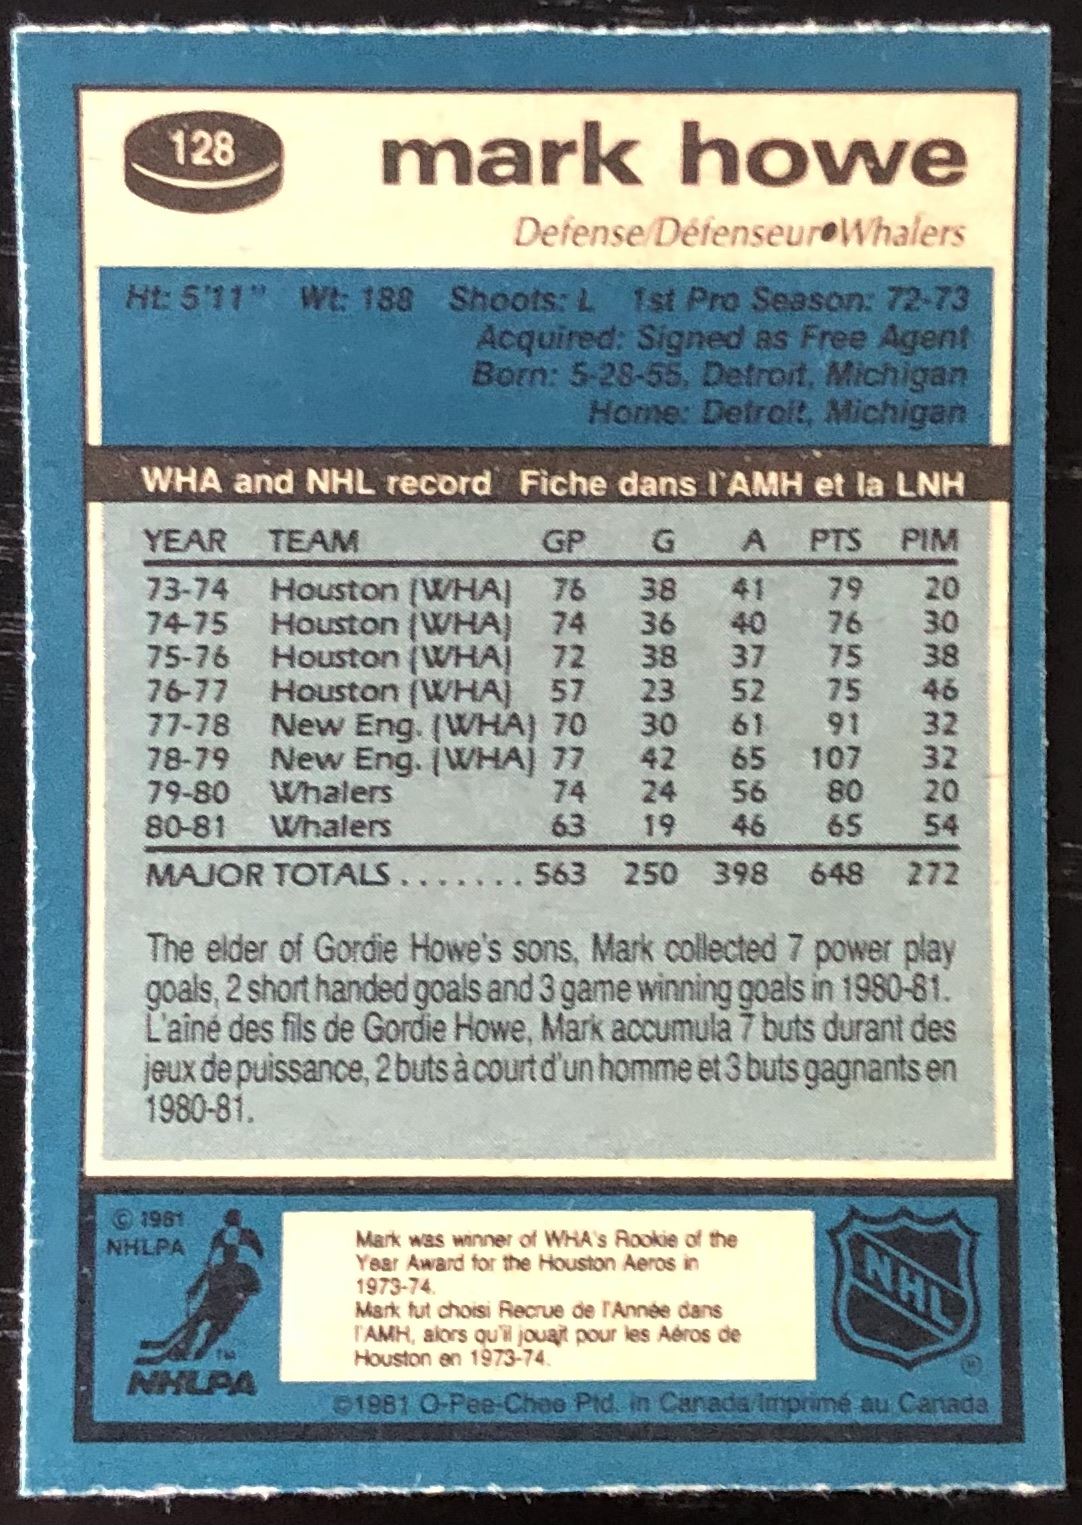 128
mark howe
Defense/Défenseur•Whalers
Ht: 5'11" Wt: 188 Shoots: L 1st Pro Season: 72-73
Acquired: Signed as Free Agent
Born: 5-28-55, Detroit, Michigan
Home: Detroit, Michigan
WHA and NHL record Fiche dans l'AMH et la LNH
YEAR TEAM GP G A PTS PIM
73-74 Houston (WHA) 76 38 41 79 20
74-75 Houston (WHA) 74 36 40 76 30
75-76 Houston (WHA) 72 38 37 75 38
76-77 Houston (WHA) 57 23 52 75 46
77-78 New Eng. (WHA) 70 30 61 91 32
78-79 New Eng. (WHA) 77 42 65 107 32
79-80 Whalers 74 24 56 80 20
80-81 Whalers 63 19 46 65 54
MAJOR TOTALS ....... 563 250 398 648 272
The elder of Gordie Howe's sons, Mark collected 7 power play
goals, 2 short handed goals and 3 game winning goals in 1980-81.
L'aîné des fils de Gordie Howe, Mark accumula 7 buts durant des
jeux de puissance, 2 buts à court d'un homme et 3 buts gagnants en
1980-81.
© 1981
NHLPA
TM
NHLPA
Mark was winner of WHA's Rookie of the
Year Award for the Houston Aeros in
1973-74.
Mark fut choisi Recrue de l'Année dans
l'AMH, alors qu'il jouait pour les Aéros de
Houston en 1973-74.
NHL
©1981 O-Pee-Chee Ptd. in Canada/Imprimé au Canada